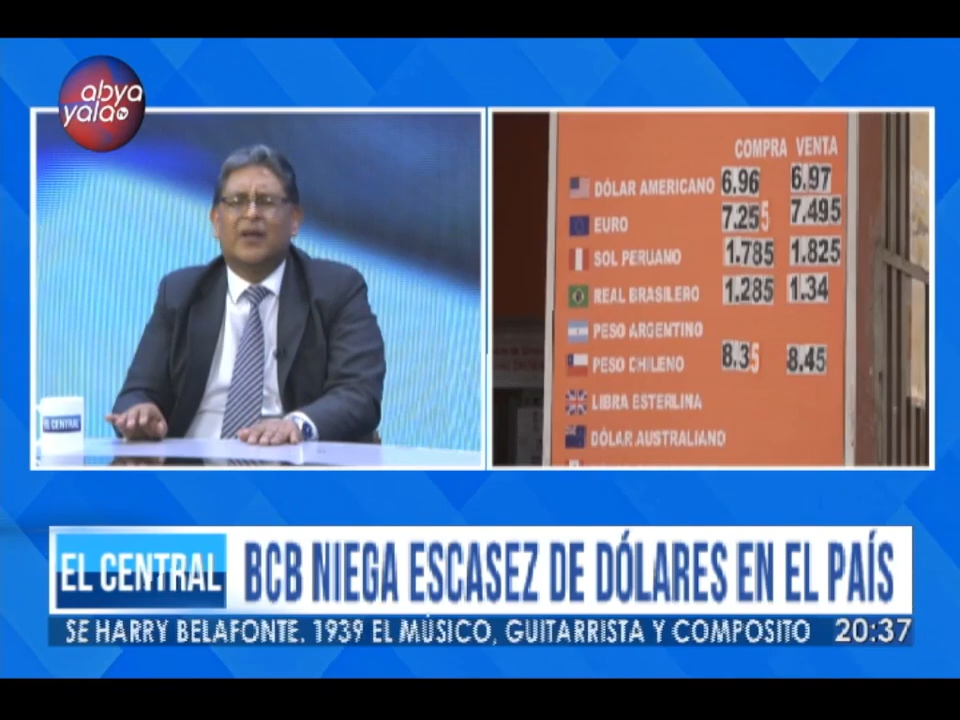 abya
yala tv
EL CENTRAL
COMPRA VENTA
DÓLAR AMERICANO 6.96 6.97
EURO 7.255 7.495
SOL PERUANO 1.785 1.825
REAL BRASILERO 1.285 1.34
PESO ARGENTINO
PESO CHILENO 8.35 8.45
LIBRA ESTERLINA
DÓLAR AUSTRALIANO
EL CENTRAL BCB NIEGA ESCASEZ DE DÓLARES EN EL PAÍS
SE HARRY BELAFONTE. 1939 EL MÚSICO, GUITARRISTA Y COMPOSITO 20:37